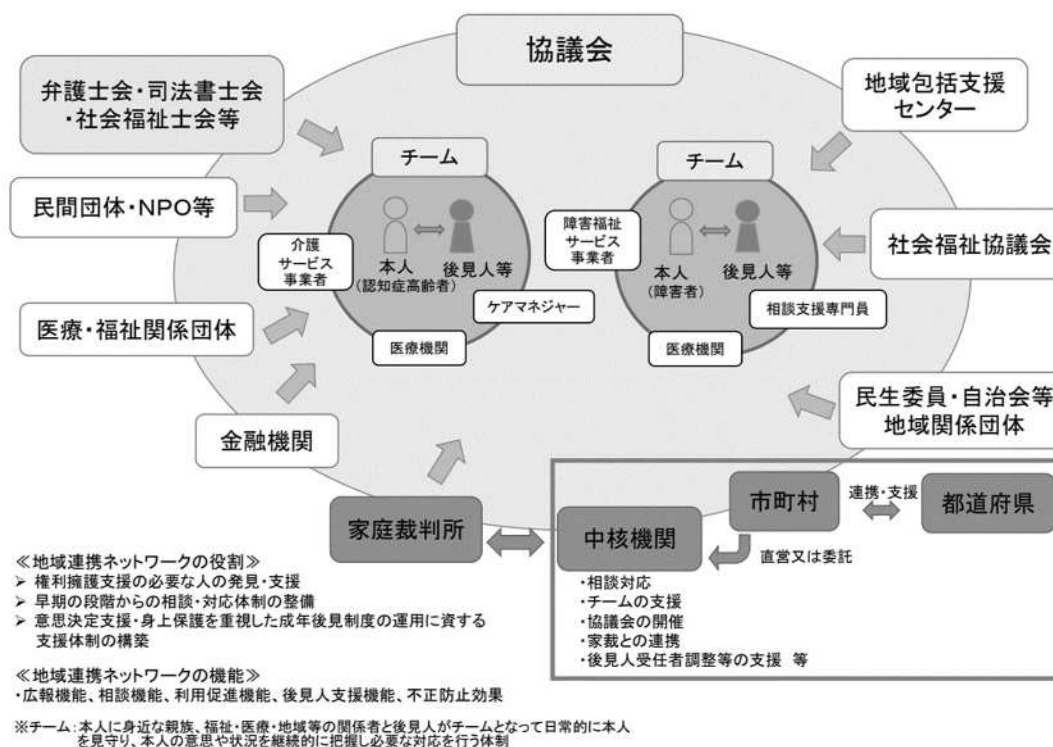 協議会
弁護士会・司法書士会
・社会福祉士会等
地域包括支援
センター
チーム
チーム
民間団体・NPO等
介護
サービス
事業者
本人
(認知症高齢者)
後見人等
ケアマネジャー
医療機関
障害福祉
サービス
事業者
本人
(障害者)
後見人等
相談支援専門員
医療機関
社会福祉協議会
医療・福祉関係団体
金融機関
民生委員・自治会等
地域関係団体
家庭裁判所
中核機関
市町村
連携・支援
都道府県
直営又は委託
・相談対応
・チームの支援
・協議会の開催
・家裁との連携
・後見人受任者調整等の支援 等
≪地域連携ネットワークの役割≫
➢ 権利擁護支援の必要な人の発見・支援
➢ 早期の段階からの相談・対応体制の整備
➢ 意思決定支援・身上保護を重視した成年後見制度の運用に資する
支援体制の構築
≪地域連携ネットワークの機能≫
・広報機能、相談機能、利用促進機能、後見人支援機能、不正防止効果
※チーム:本人に身近な親族、福祉・医療・地域等の関係者と後見人がチームとなって日常的に本人
を見守り、本人の意思や状況を継続的に把握し必要な対応を行う体制